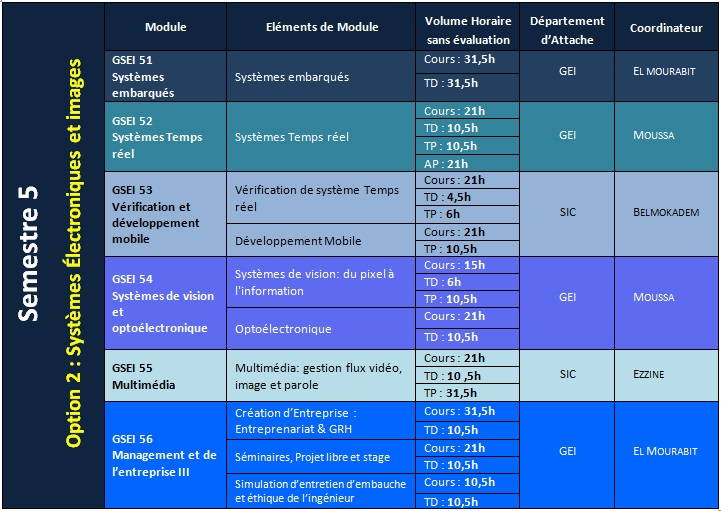 Semestre 5
Option 2 : Systèmes Électroniques et images
Module
Eléments de Module
Volume Horaire
sans évaluation
Département
d’Attache
Coordinateur
GSEI 51
Systèmes
embarqués
Systèmes embarqués
Cours : 31,5h
TD : 31,5h
GEI
EL MOURABIT
GSEI 52
Systèmes Temps
réel
Systèmes Temps réel
Cours : 21h
TD : 10,5h
TP : 10,5h
AP : 21h
GEI
MOUSSA
GSEI 53
Vérification et
développement
mobile
Vérification de système Temps
réel
Cours : 21h
TD : 4,5h
TP : 6h
Développement Mobile
Cours : 21h
TP : 10,5h
SIC
BELMOKADEM
GSEI 54
Systèmes de vision
et
optoélectronique
Systèmes de vision: du pixel à
l'information
Cours : 15h
TD : 6h
TP : 10,5h
Optoélectronique
Cours : 21h
TD : 10,5h
GEI
MOUSSA
GSEI 55
Multimédia
Multimédia: gestion flux vidéo,
image et parole
Cours : 21h
TD : 10 ,5h
TP : 31,5h
SIC
EZZINE
GSEI 56
Management et de
l’entreprise III
Création d’Entreprise :
Entreprenariat & GRH
Cours : 31,5h
TD : 10,5h
Séminaires, Projet libre et stage
Cours : 21h
TD : 10,5h
Simulation d’entretien d’embauche
et éthique de l’ingénieur
Cours : 10,5h
TD : 10,5h
GEI
EL MOURABIT